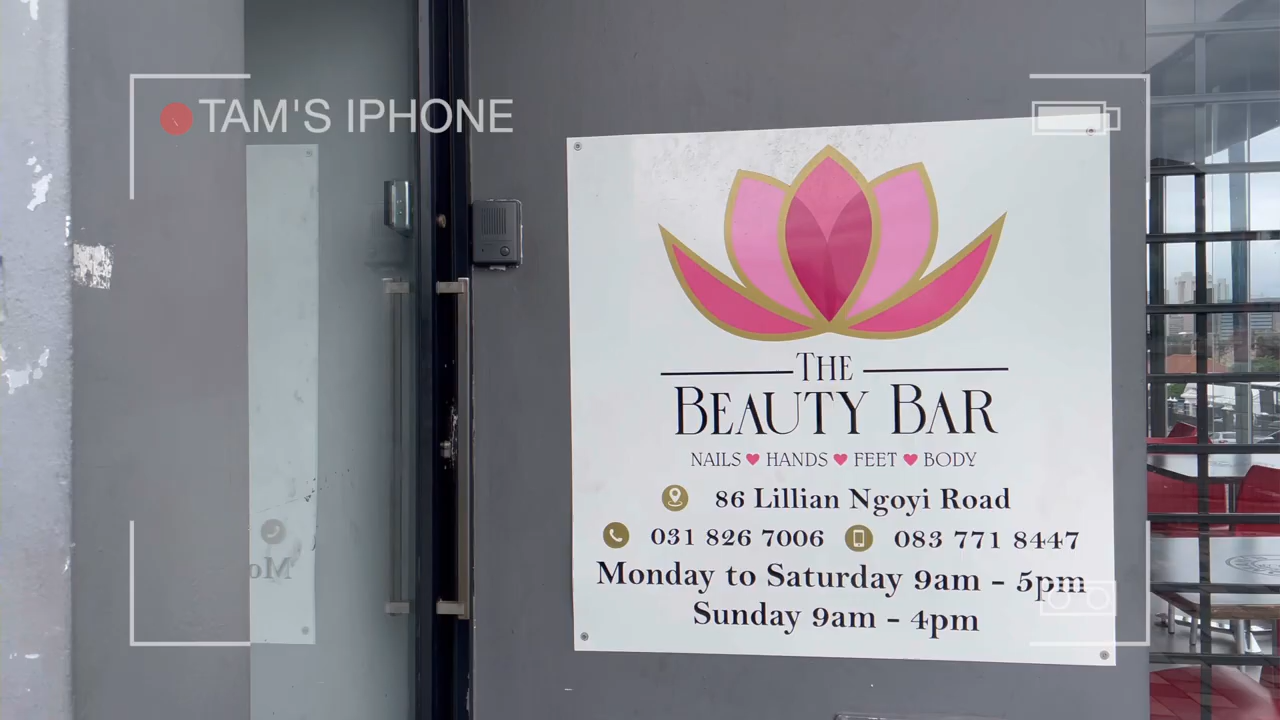 TAM'S IPHONE
THE
BEAUTY BAR
NAILS ♥ HANDS ♥ FEET ♥ BODY
86 Lillian Ngoyi Road
031 826 7006 083 771 8447
Monday to Saturday 9am - 5pm
Sunday 9am - 4pm
Mo